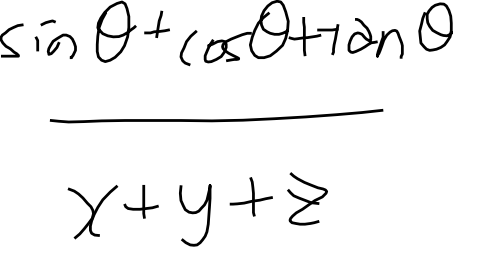 sin θ + cos θ + tan θ
x + y + z